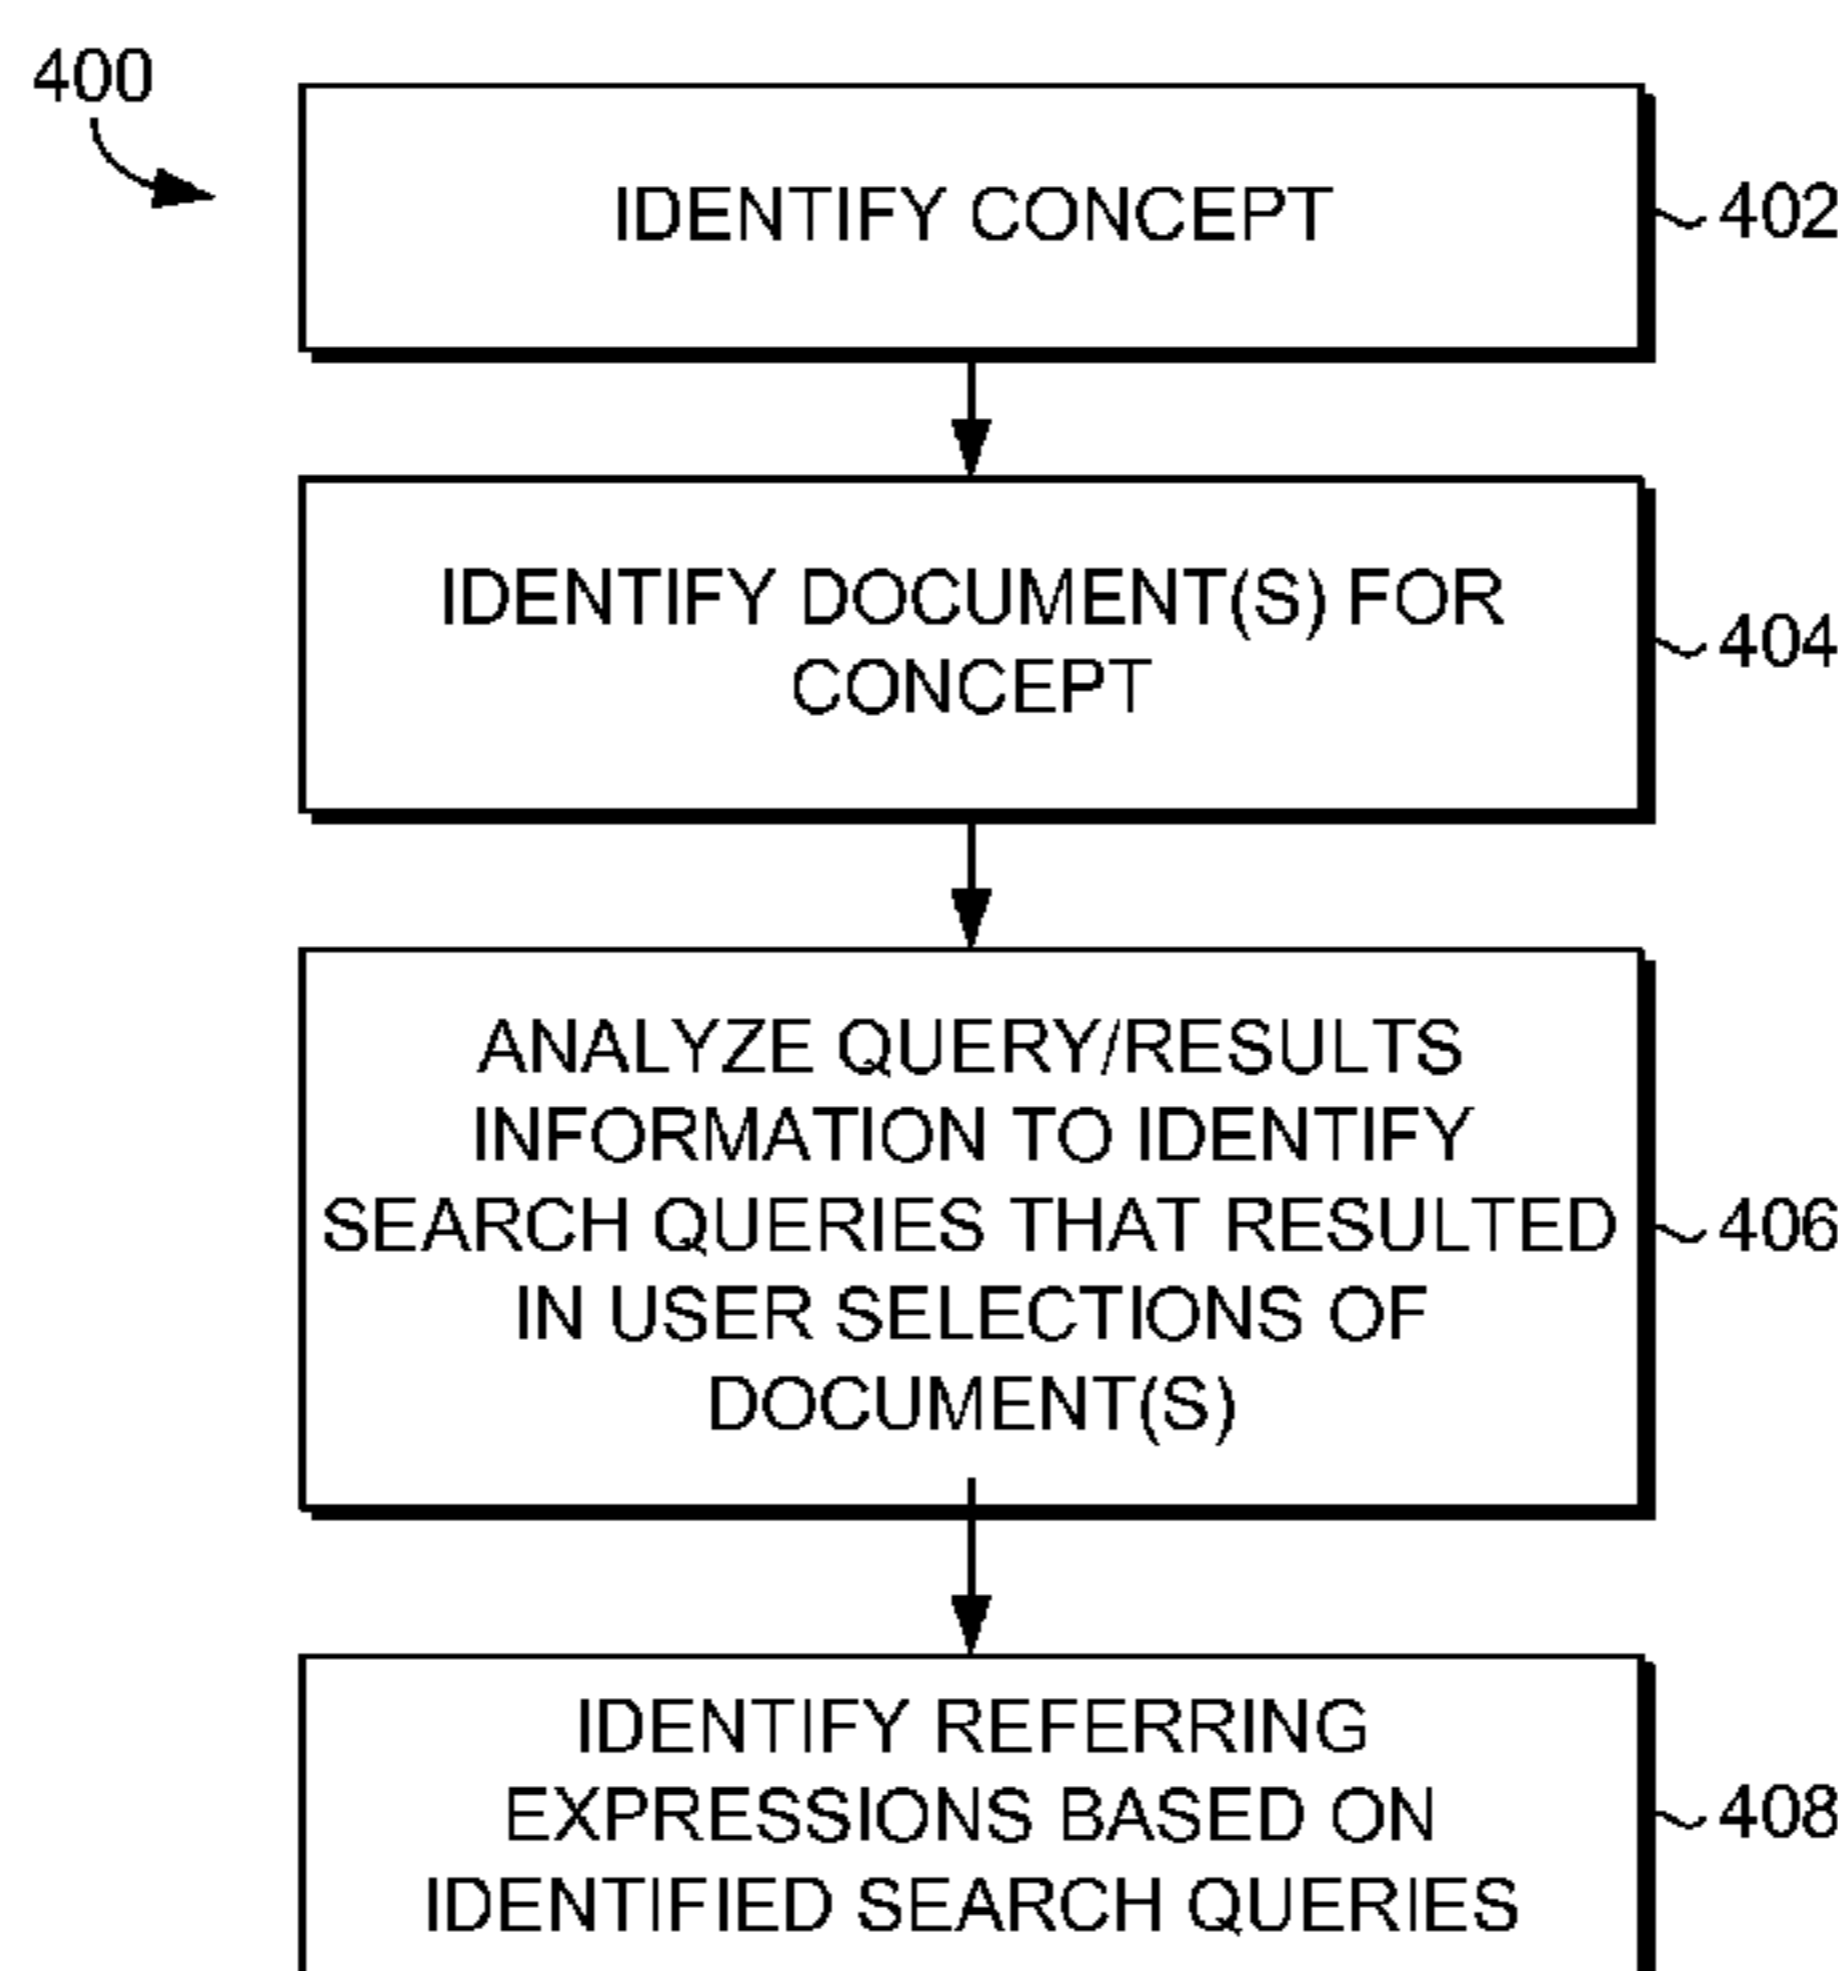 400
IDENTIFY CONCEPT
402
IDENTIFY DOCUMENT(S) FOR
CONCEPT
404
ANALYZE QUERY/RESULTS
INFORMATION TO IDENTIFY
SEARCH QUERIES THAT RESULTED
IN USER SELECTIONS OF
DOCUMENT(S)
406
IDENTIFY REFERRING
EXPRESSIONS BASED ON
IDENTIFIED SEARCH QUERIES
408